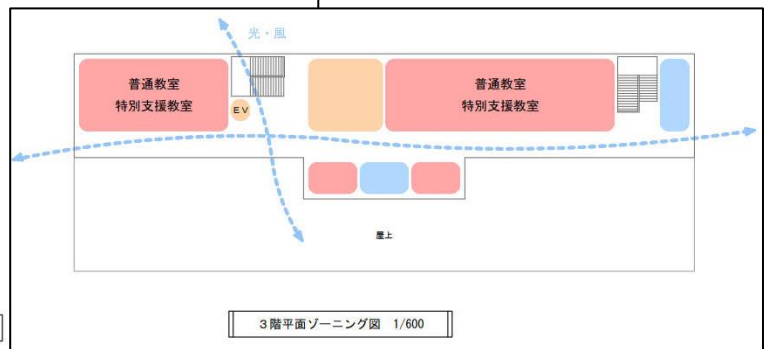 光・風
普通教室
特別支援教室
EV
普通教室
特別支援教室
屋上
3階平面ゾーニング図 1/600